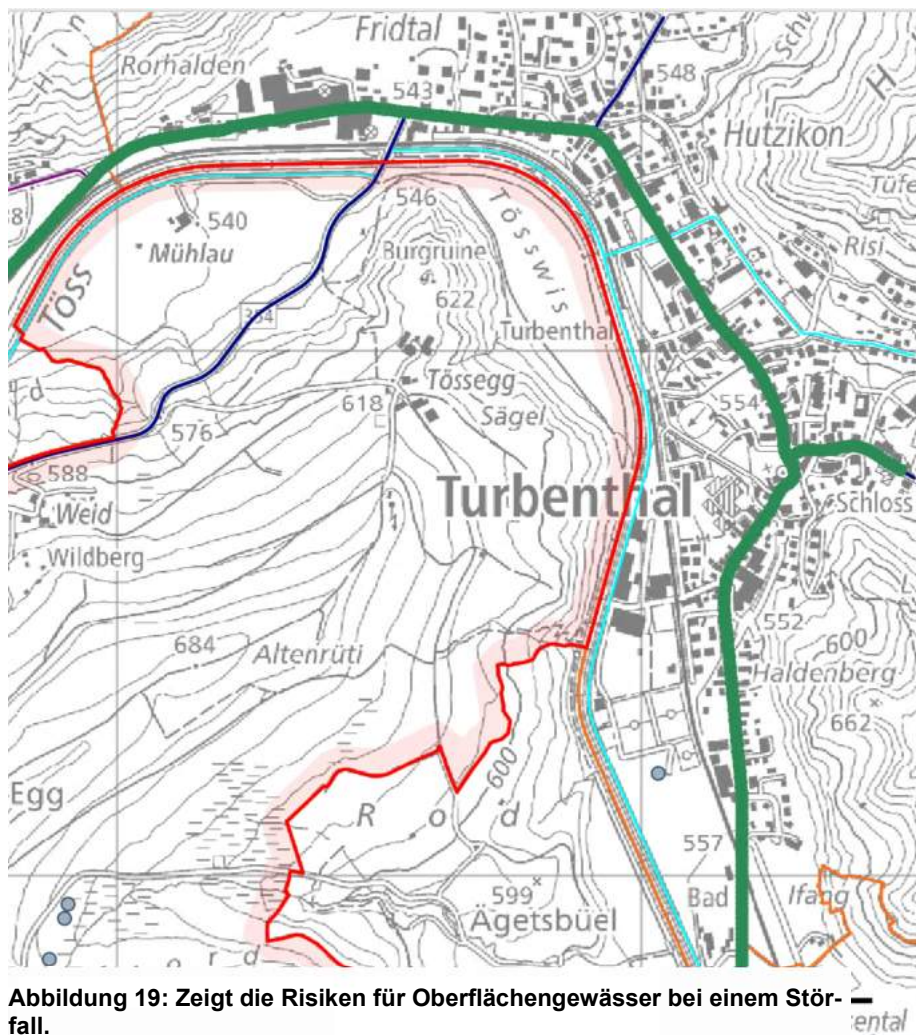 Fridtal
Rorhalden
543
548
Hutzikon
540
Mühlau
546
Burgruine
TÖSS
Tösswis
Risi
622
Turbenthal
Tössegg
618
Sägel
554
576
588
Weid
Turbenthal
Schloss
Wildberg
552
684
Altenrüti
600
Haldenberg
662
600
Egg
Rod
557
599
Bad
Ifang
Ägetsbüel
Abbildung 19: Zeigt die Risiken für Oberflächengewässer bei einem Stör-
fall.
ental